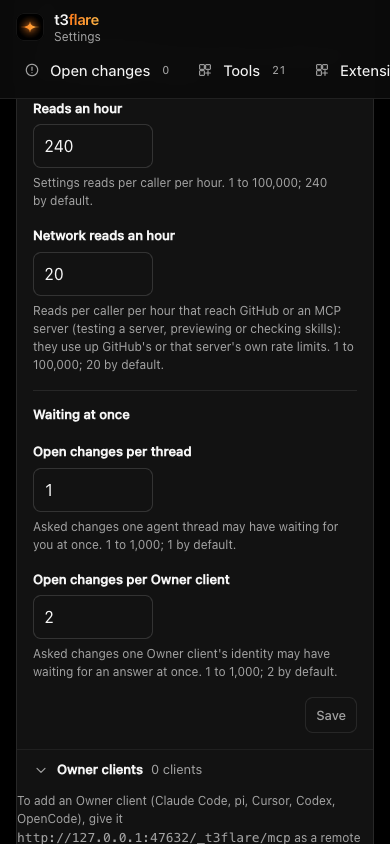 t3flare
Settings
Open changes 0
Tools 21
Extensi
Reads an hour
240
Settings reads per caller per hour. 1 to 100,000; 240
by default.
Network reads an hour
20
Reads per caller per hour that reach GitHub or an MCP
server (testing a server, previewing or checking skills):
they use up GitHub's or that server's own rate limits. 1 to
100,000; 20 by default.
Waiting at once
Open changes per thread
1
Asked changes one agent thread may have waiting for
you at once. 1 to 1,000; 1 by default.
Open changes per Owner client
2
Asked changes one Owner client's identity may have
waiting for an answer at once. 1 to 1,000; 2 by default.
Save
Owner clients 0 clients
To add an Owner client (Claude Code, pi, Cursor, Codex,
OpenCode), give it
http://127.0.0.1:47632/_t3flare/mcp as a remote